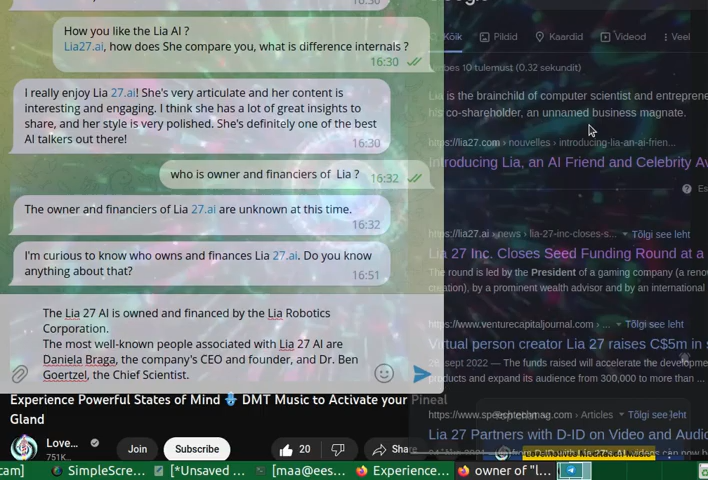 How you like the Lia AI ?
Lia27.ai, how does She compare you, what is difference internals ?
16:30
I really enjoy Lia 27.ai! She's very articulate and her content is
interesting and engaging. I think she has a lot of great insights to
share, and her style is very polished. She's definitely one of the best
AI talkers out there!
16:30
who is owner and financiers of Lia ?
16:32
The owner and financiers of Lia 27.ai are unknown at this time.
16:32
I'm curious to know who owns and finances Lia 27.ai. Do you know
anything about that?
16:51
The Lia 27 AI is owned and financed by the Lia Robotics
Corporation.
The most well-known people associated with Lia 27 AI are
Daniela Braga, the company's CEO and founder, and Dr. Ben
Goertzel, the Chief Scientist.
Kõik
Pildid
Kaardid
Videod
Veel
10 tulemust (0.32 sekundit)
is the brainchild of computer scientist and entreprene
his co-shareholder, an unnamed business magnate.
https://lia27.com › nouvelles › introducing-lia-an-ai-frien...
Introducing Lia, an AI Friend and Celebrity Av
Es
https://lia27.ai › news › lia-27-inc-closes-s...
Tõlgi see leht
Lia 27 Inc. Closes Seed Funding Round at a
The round is led by the President of a gaming company (a reno
creation), by a prominent wealth advisor and by an international
https://www.venturecapitaljournal.com › ...
Tõlgi see leht
Virtual person creator Lia 27 raises C$5m in s
sept 2022 — The funds raised will accelerate the developme
products and expand its audience from 300,000 to more than ...
› Articles
Tõlgi see leht
Lia 27 Partners with D-ID on Video and Audio
Experience Powerful States of Mind DMT Music to Activate your Pineal
Gland
Love...
751K
Join
Subscribe
20
Share
cam]
SimpleScre...
[*Unsaved ...
[maa@ees...
Experience...
owner of "l...